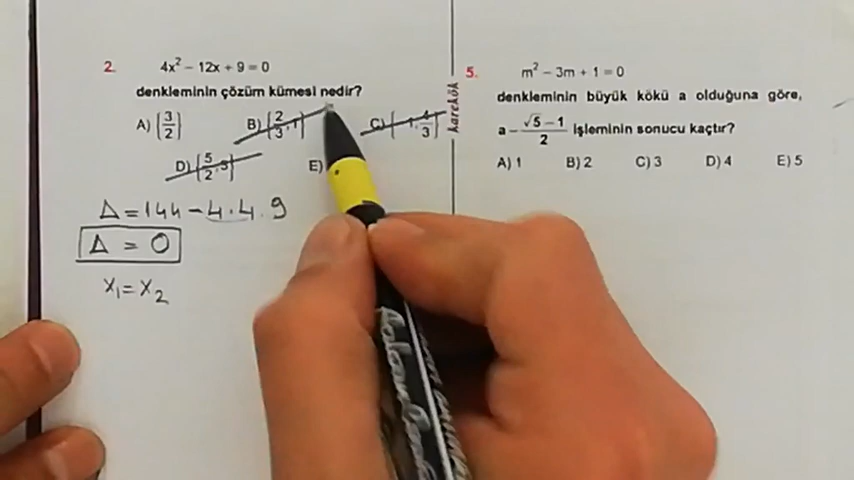 2. 4x² – 12x + 9 = 0
denkleminin çözüm kümesi nedir?
A) {3/2} B) {2/3, 1} C) {-1, 4/3}
D) {5/2, 3} E)
Δ = 144 – 4 . 4 . 9
Δ = 0
x₁ = x₂
karekök
5. m² – 3m + 1 = 0
denkleminin büyük kökü a olduğuna göre,
a – (√5 – 1)/2 işleminin sonucu kaçtır?
A) 1 B) 2 C) 3 D) 4 E) 5